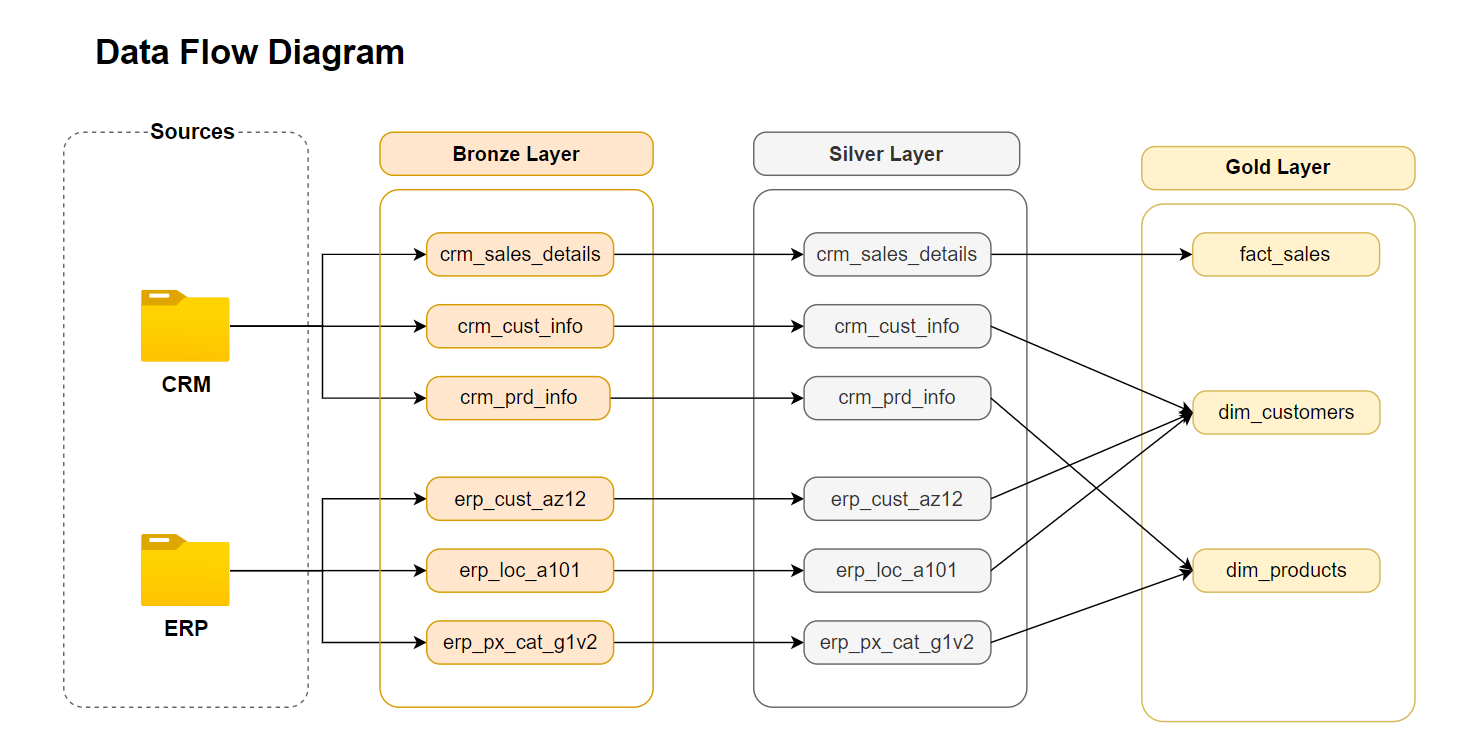 Data Flow Diagram
Sources
CRM
ERP
Bronze Layer
crm_sales_details
crm_cust_info
crm_prd_info
erp_cust_az12
erp_loc_a101
erp_px_cat_g1v2
Silver Layer
crm_sales_details
crm_cust_info
crm_prd_info
erp_cust_az12
erp_loc_a101
erp_px_cat_g1v2
Gold Layer
fact_sales
dim_customers
dim_products